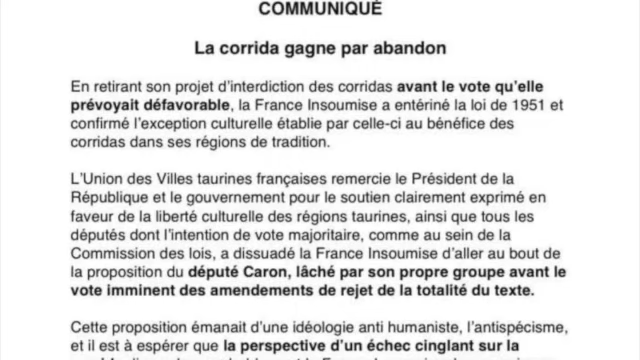 COMMUNIQUÉ
La corrida gagne par abandon
En retirant son projet d'interdiction des corridas avant le vote qu'elle
prévoyait défavorable, la France Insoumise a entériné la loi de 1951 et
confirmé l'exception culturelle établie par celle-ci au bénéfice des
corridas dans ses régions de tradition.
L'Union des Villes taurines françaises remercie le Président de la
République et le gouvernement pour le soutien clairement exprimé en
faveur de la liberté culturelle des régions taurines, ainsi que tous les
députés dont l'intention de vote majoritaire, comme au sein de la
Commission des lois, a dissuadé la France Insoumise d'aller au bout de
la proposition du député Caron, lâché par son propre groupe avant le
vote imminent des amendements de rejet de la totalité du texte.
Cette proposition émanait d'une idéologie anti humaniste, l'antispécisme,
et il est à espérer que la perspective d'un échec cinglant sur la